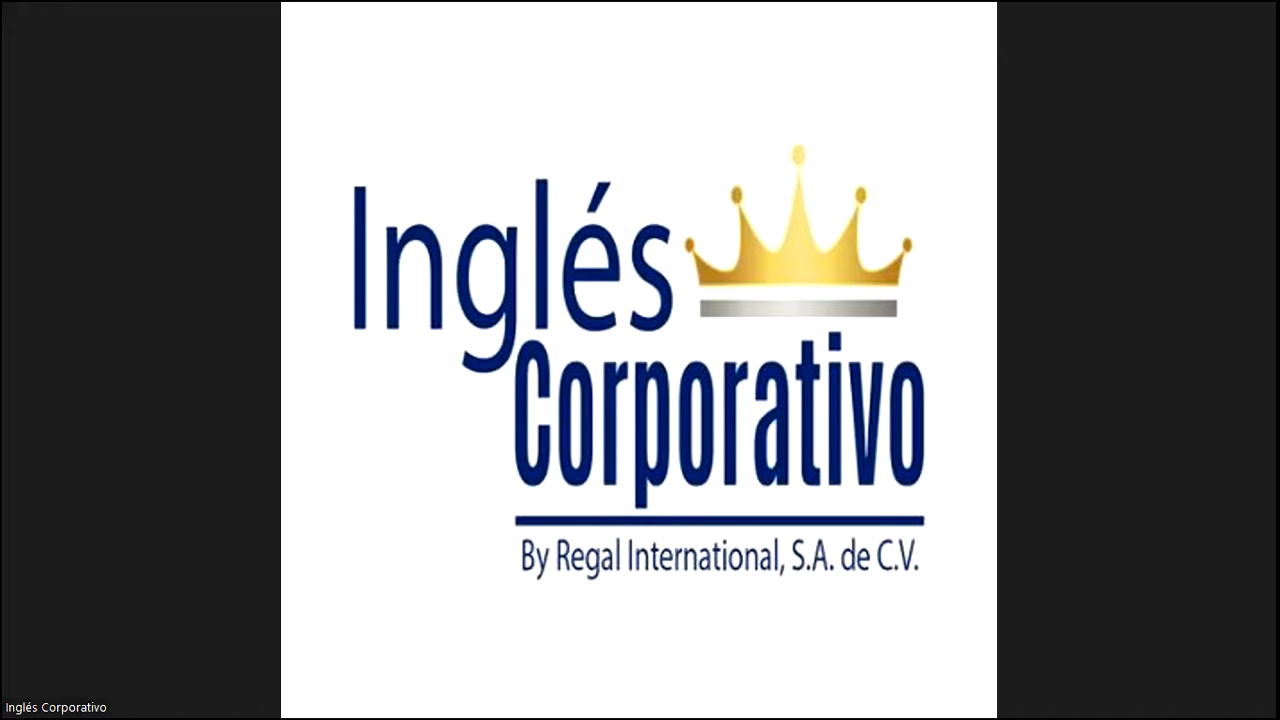 Inglés
Corporativo
By Regal International, S.A. de C.V.
Inglés Corporativo